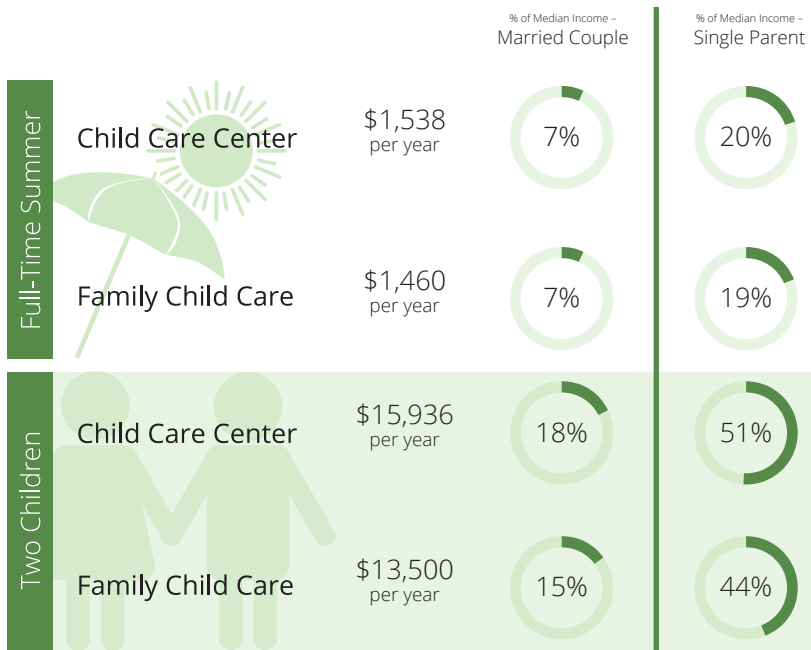 % of Median Income –
Married Couple
% of Median Income –
Single Parent
Full-Time Summer
Child Care Center
$1,538
per year
7%
20%
Family Child Care
$1,460
per year
7%
19%
Two Children
Child Care Center
$15,936
per year
18%
51%
Family Child Care
$13,500
per year
15%
44%